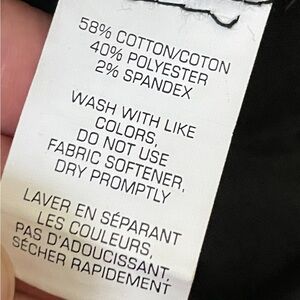 58% COTTON/COTON
40% POLYESTER
2% SPANDEX
WASH WITH LIKE
COLORS,
DO NOT USE
FABRIC SOFTENER,
DRY PROMPTLY
LAVER EN SÉPARANT
LES COULEURS,
PAS D'ADOUCISSANT,
SÉCHER RAPIDEMENT